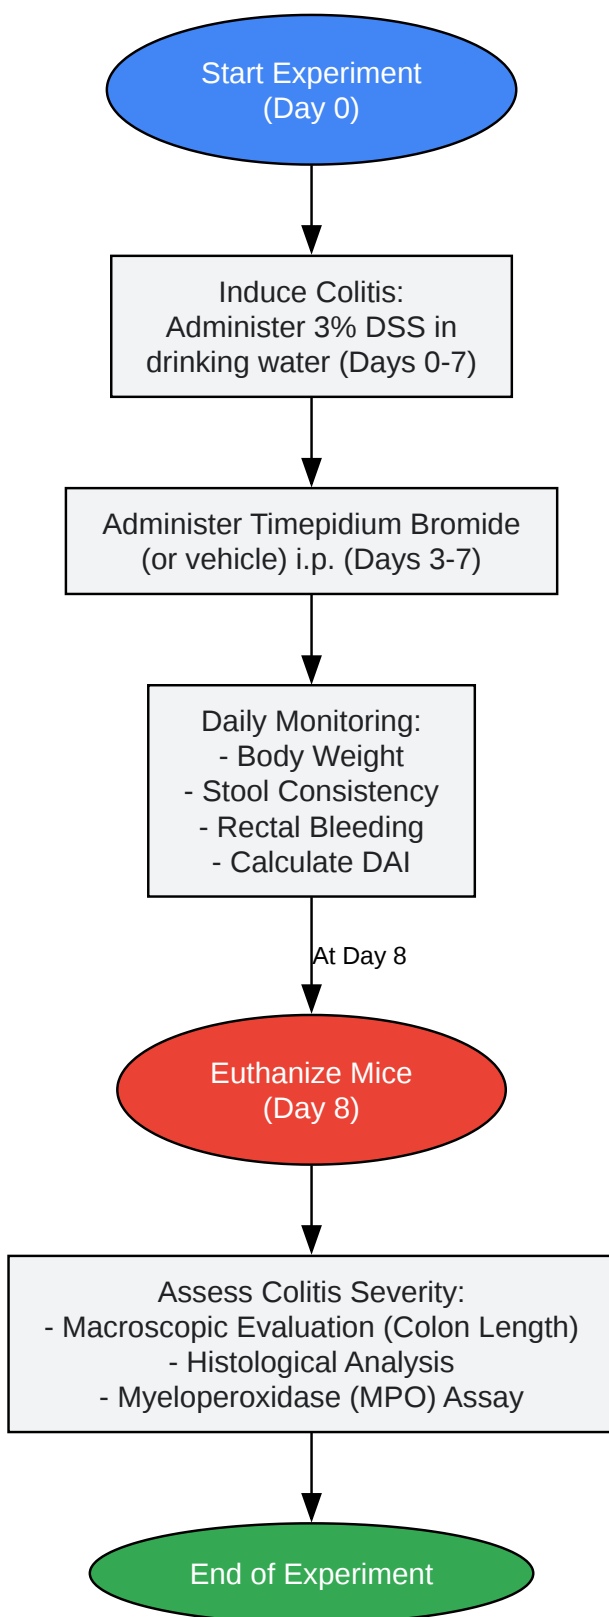 Start Experiment
(Day 0)
Induce Colitis:
Administer 3% DSS in
drinking water (Days 0-7)
Administer Timepidium Bromide
(or vehicle) i.p. (Days 3-7)
Daily Monitoring:
- Body Weight
- Stool Consistency
- Rectal Bleeding
- Calculate DAI
At Day 8
Euthanize Mice
(Day 8)
Assess Colitis Severity:
- Macroscopic Evaluation (Colon Length)
- Histological Analysis
- Myeloperoxidase (MPO) Assay
End of Experiment